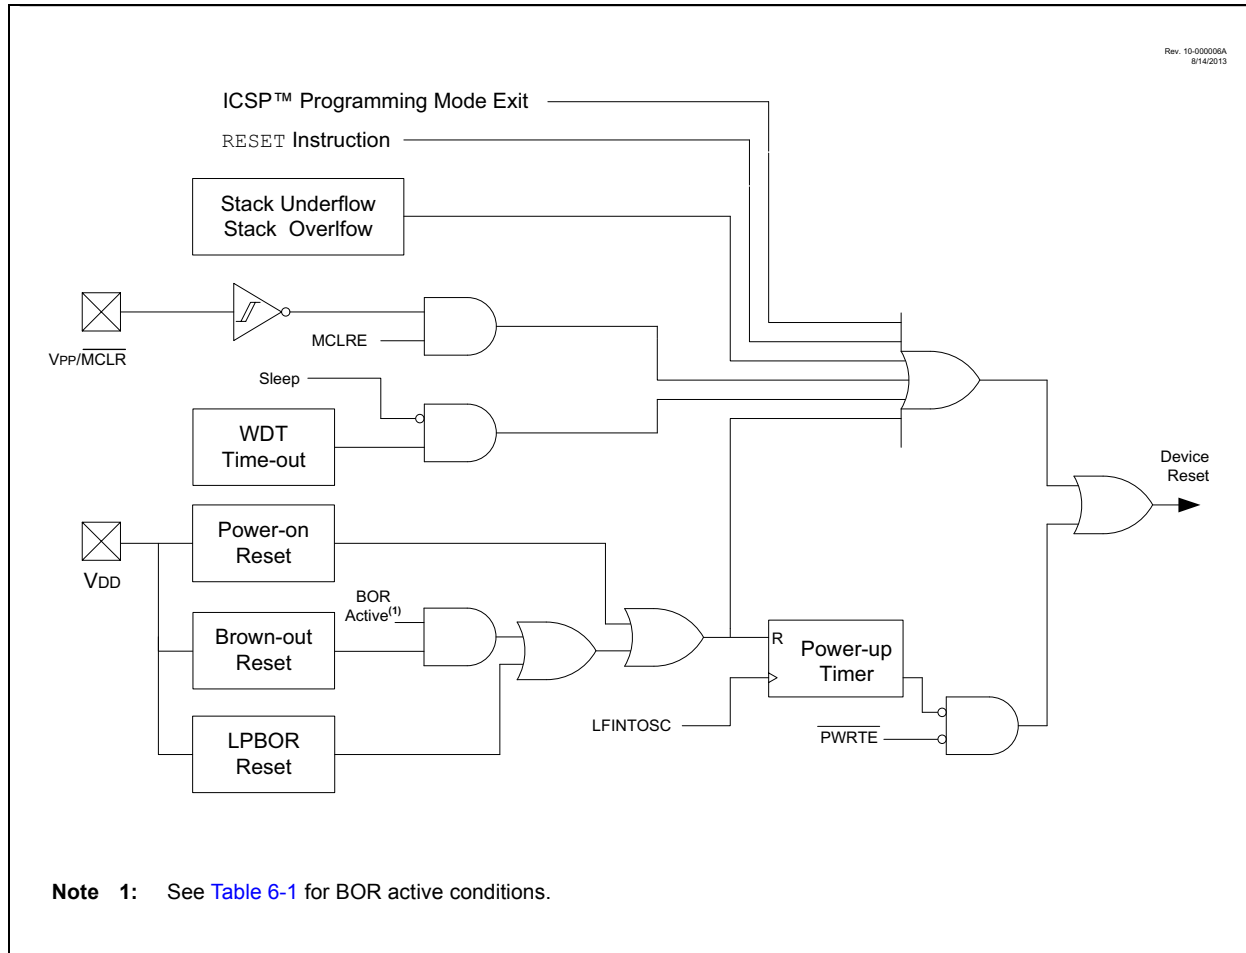 Rev. 10-000006A
8/14/2013
ICSP™ Programming Mode Exit
RESET Instruction
Stack Underflow
Stack Overlfow
VPP/MCLR
MCLRE
Sleep
WDT
Time-out
Device
Reset
VDD
Power-on
Reset
BOR
Active(1)
Brown-out
Reset
R
Power-up
Timer
LFINTOSC
LPBOR
Reset
PWRTE
Note 1: See Table 6-1 for BOR active conditions.